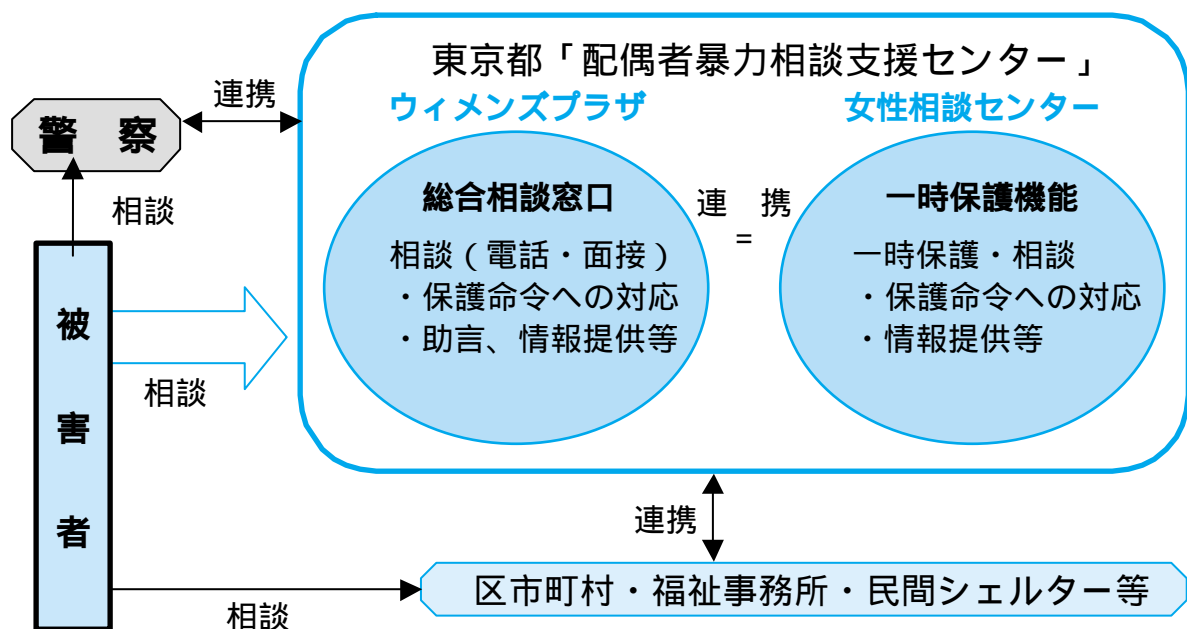 東京都「配偶者暴力相談支援センター」
連携
ウィメンズプラザ
女性相談センター
警 察
総合相談窓口
相談(電話・面接)
・保護命令への対応
・助言、情報提供等
連 携
=
一時保護機能
一時保護・相談
・保護命令への対応
・情報提供等
相談
被害者
相談
連携
区市町村・福祉事務所・民間シェルター等
相談